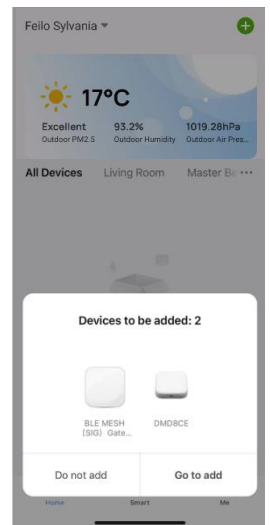 Feilo Sylvania
17°C
Excellent 93.2% 1019.28hPa
Outdoor PM2.5 Outdoor Humidity Outdoor Air Pres...
All Devices Living Room Master Be ...
Devices to be added: 2
BLE MESH DMD8CE
(SIG) Gate...
Do not add Go to add
Home Smart Me